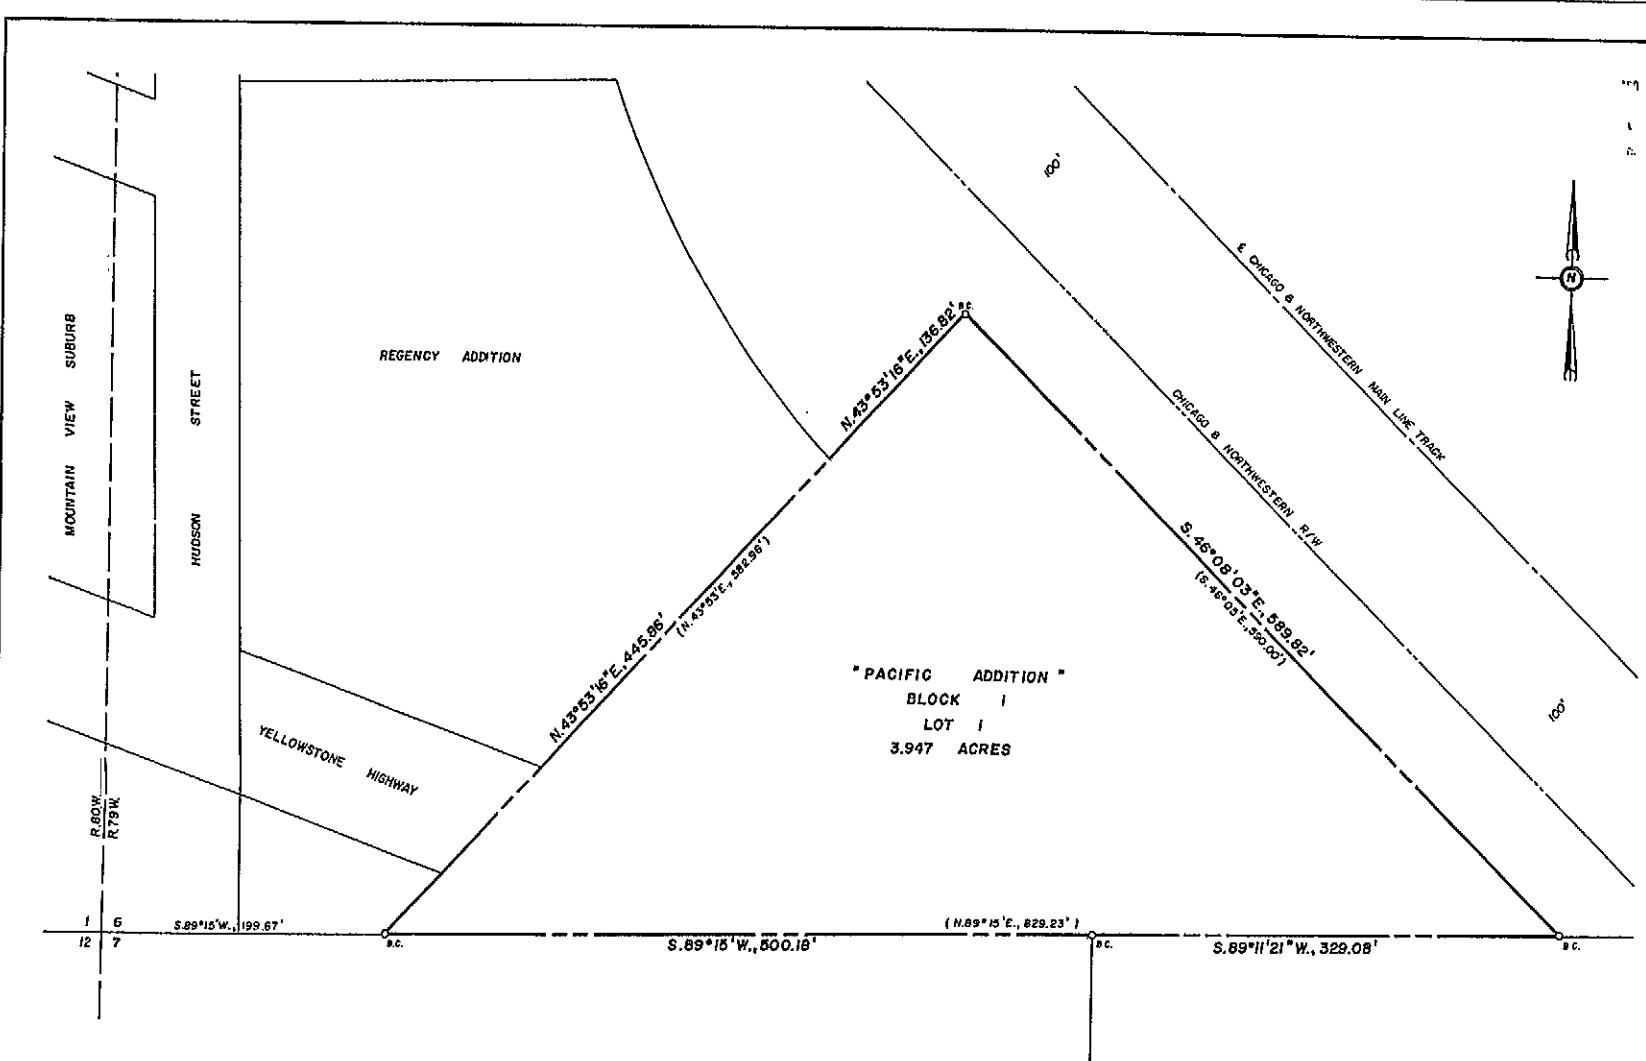 100'
℄ CHICAGO & NORTHWESTERN MAIN LINE TRACK
N
B.C.
N.43°53'16"E., 136.82'
MOUNTAIN VIEW SUBURB
REGENCY ADDITION
HUDSON STREET
CHICAGO & NORTHWESTERN R/W
S.46°08'03"E., 589.82'
(S.46°05'E., 590.00')
(N.43°53'E., 582.96')
N.43°53'16"E., 445.86'
"PACIFIC ADDITION"
BLOCK 1
LOT 1
3.947 ACRES
100'
YELLOWSTONE HIGHWAY
R.80W.
R.79W.
1 6
12 7
S.89°15'W., 199.67'
B.C.
S.89°15'W., 500.18'
(N.89°15'E., 829.23')
B.C.
S.89°11'21"W., 329.08'
B.C.